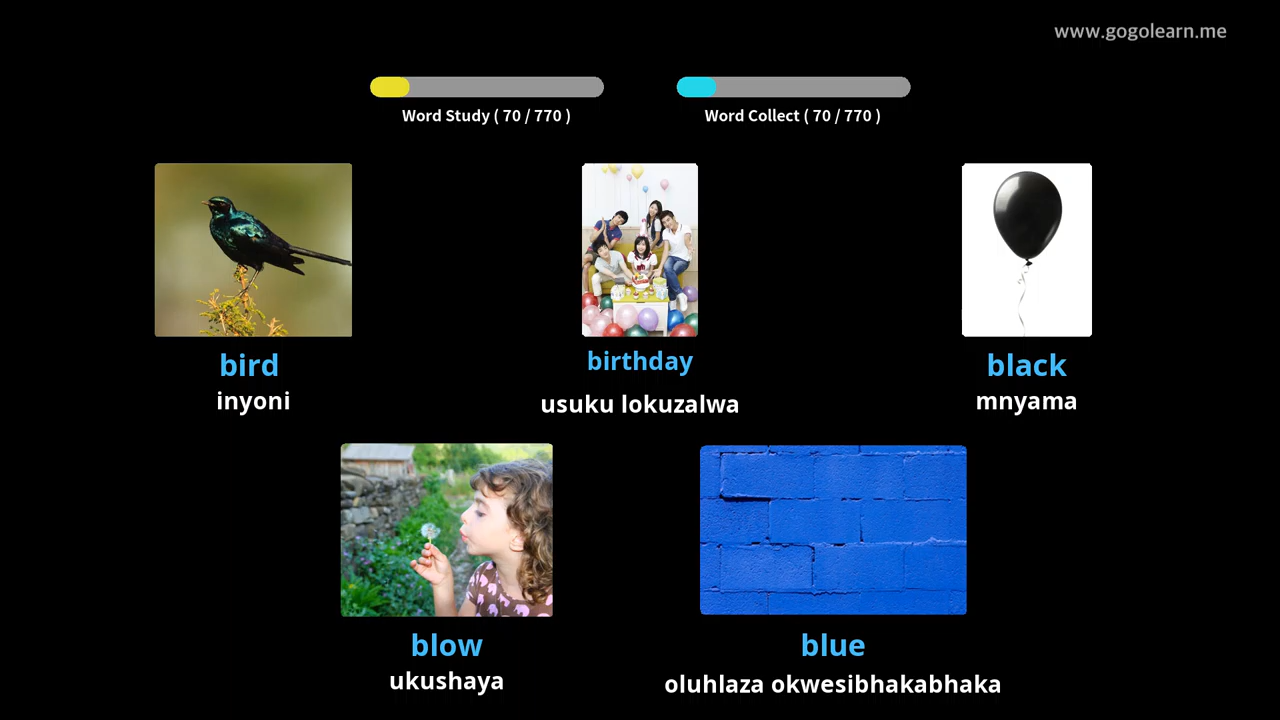 www.gogolearn.me
Word Study ( 70 / 770 )
Word Collect ( 70 / 770 )
bird
inyoni
birthday
usuku lokuzalwa
black
mnyama
blow
ukushaya
blue
oluhlaza okwesibhakabhaka